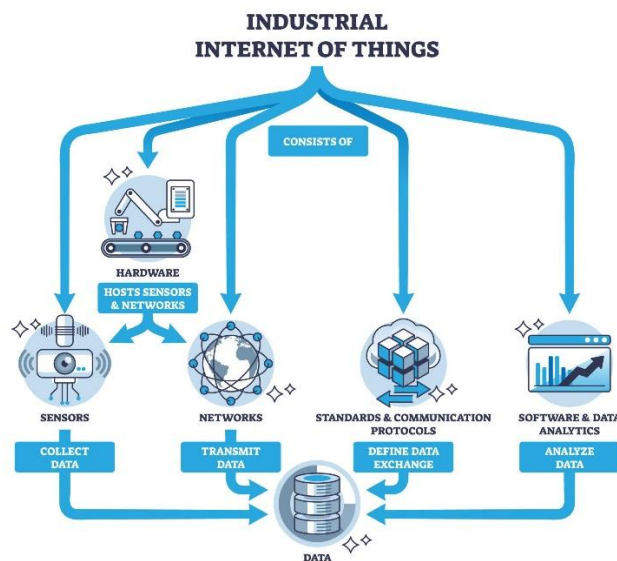 INDUSTRIAL
INTERNET OF THINGS
CONSISTS OF
HARDWARE
HOSTS SENSORS
& NETWORKS
SENSORS
NETWORKS
STANDARDS & COMMUNICATION
PROTOCOLS
SOFTWARE & DATA
ANALYTICS
COLLECT
DATA
TRANSMIT
DATA
DEFINE DATA
EXCHANGE
ANALYZE
DATA
DATA